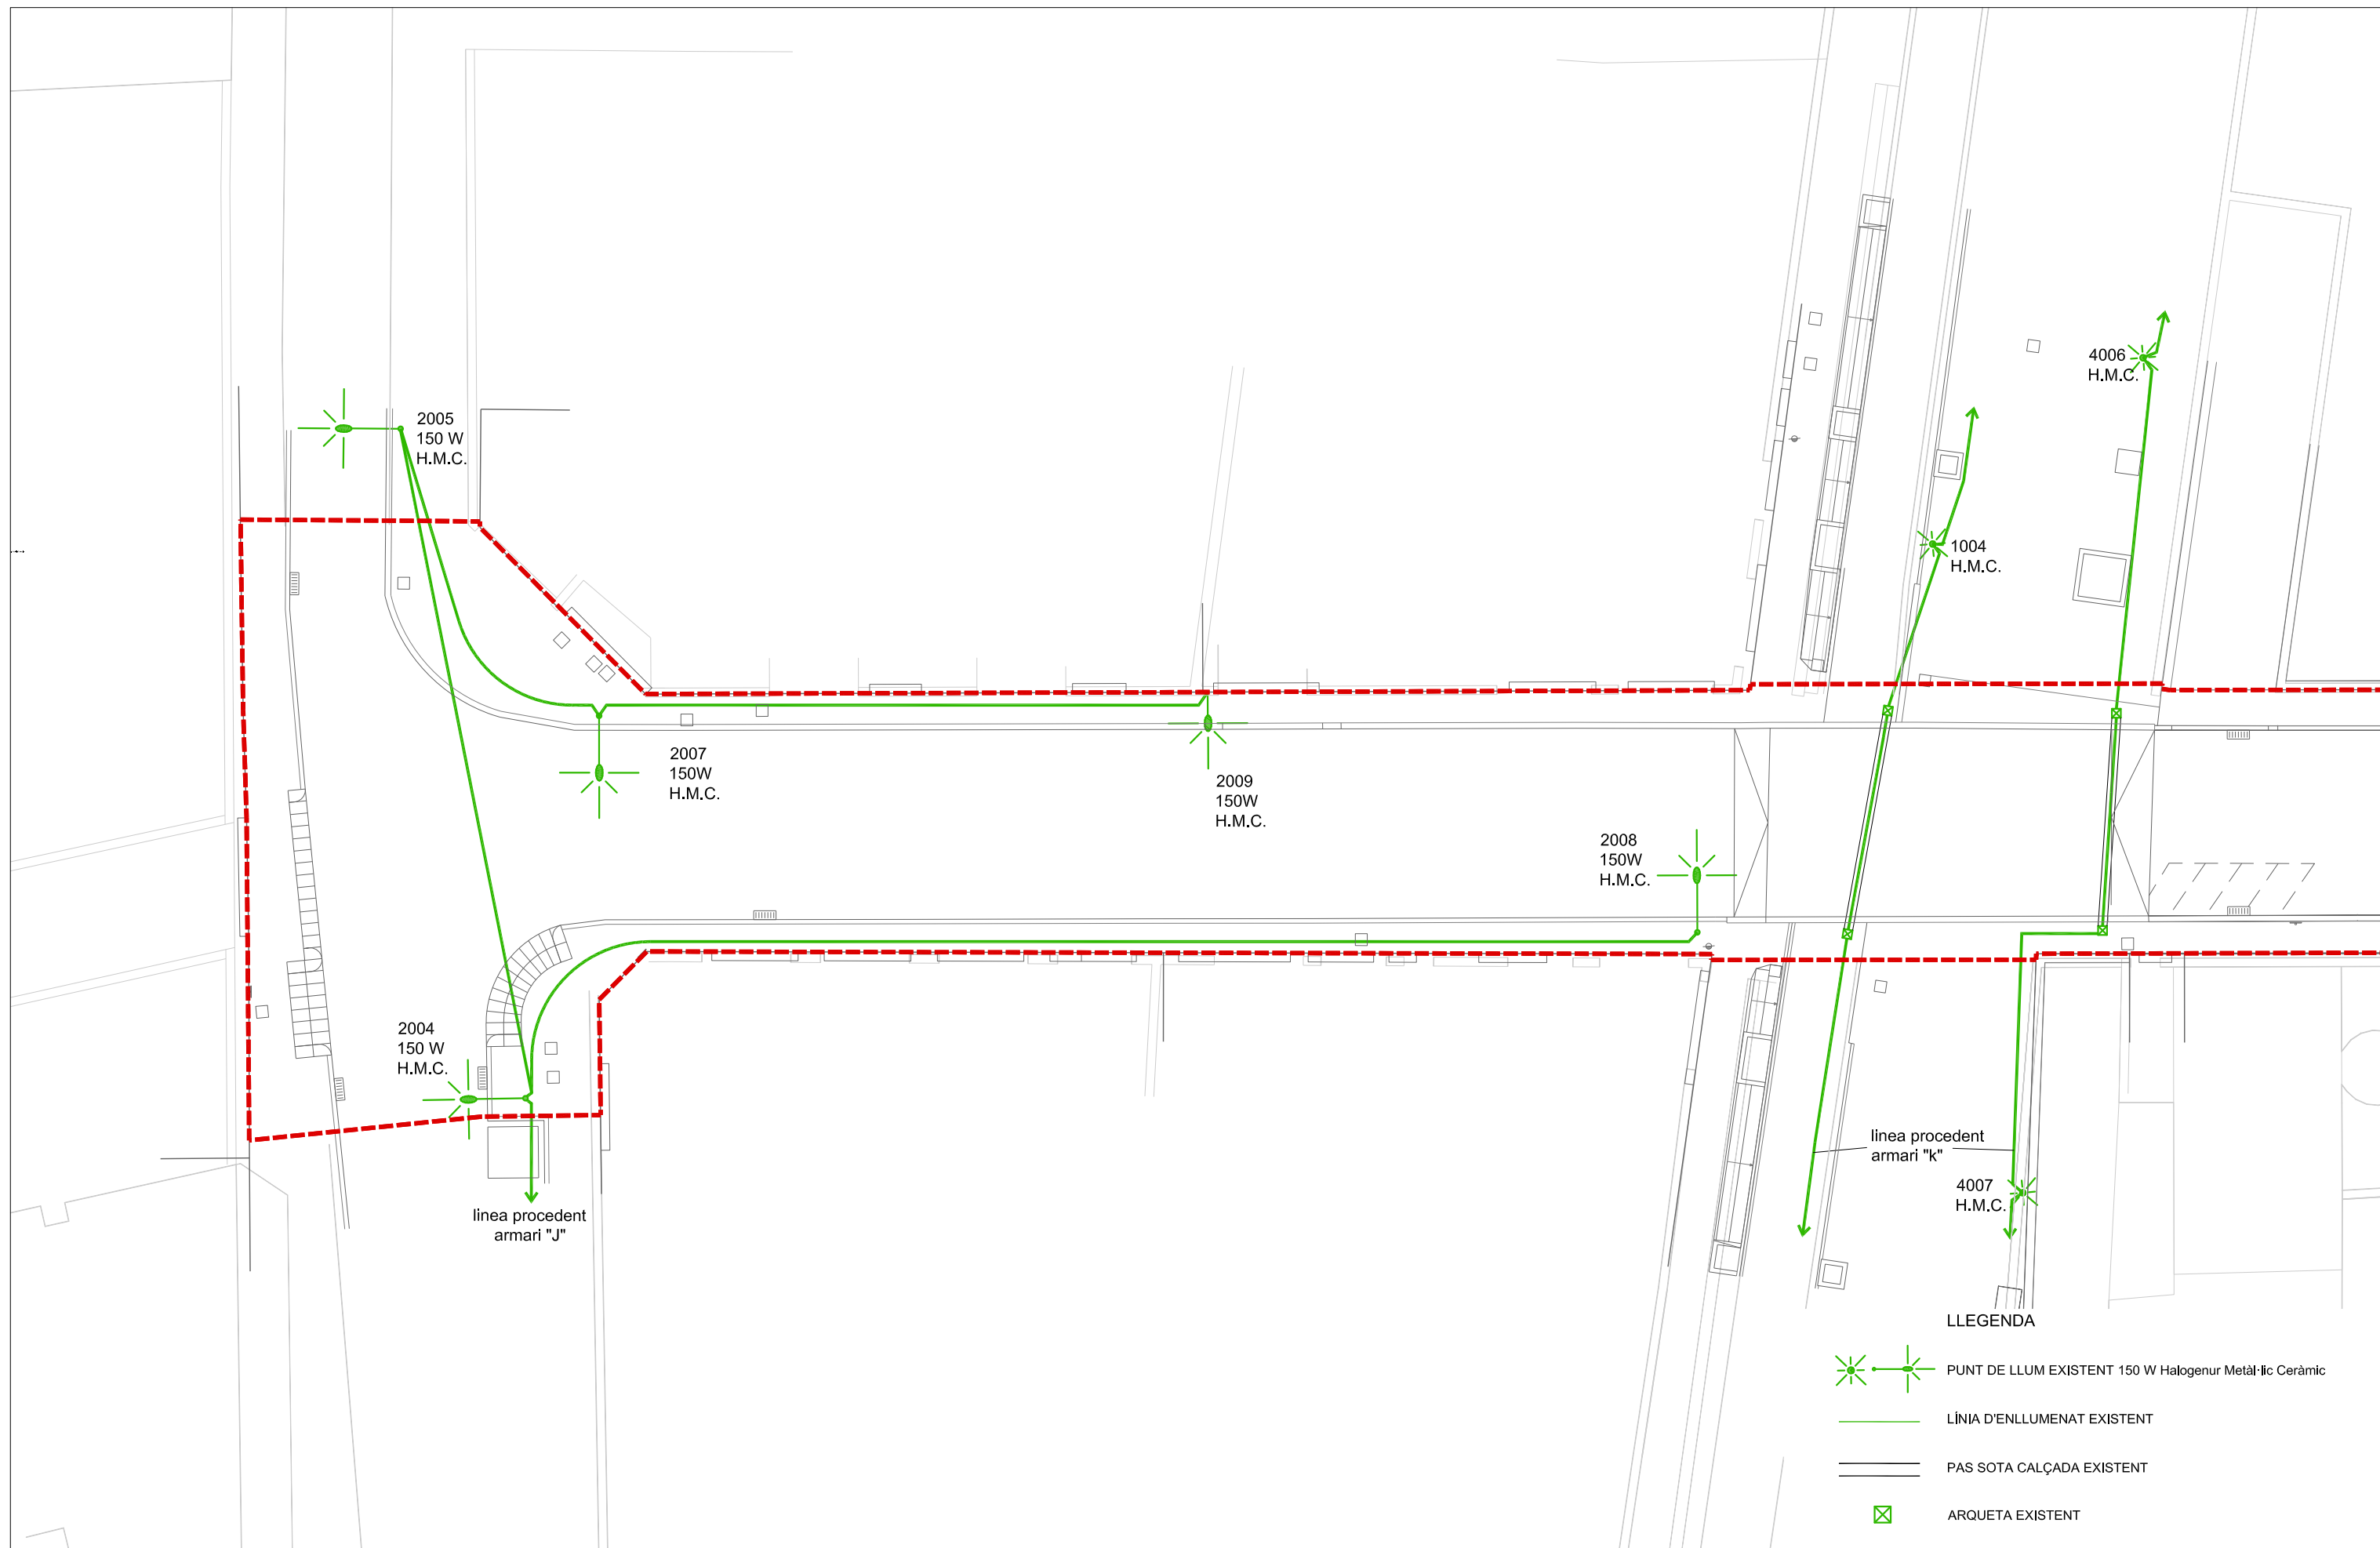 4006
H.M.C.
2005
150 W
H.M.C.
1004
H.M.C.
2007
150W
H.M.C.
2009
150W
H.M.C.
2008
150W
H.M.C.
2004
150 W
H.M.C.
linea procedent
armari "k"
4007
H.M.C.
linea procedent
armari "J"
LLEGENDA
PUNT DE LLUM EXISTENT 150 W Halogenur Metàl·lic Ceràmic
LÍNIA D'ENLLUMENAT EXISTENT
PAS SOTA CALÇADA EXISTENT
ARQUETA EXISTENT